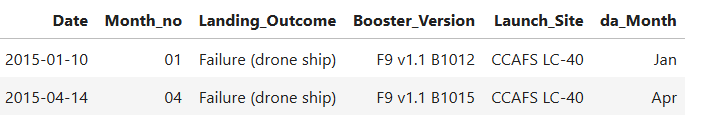 Date Month_no Landing_Outcome Booster_Version Launch_Site da_Month
2015-01-10 01 Failure (drone ship) F9 v1.1 B1012 CCAFS LC-40 Jan
2015-04-14 04 Failure (drone ship) F9 v1.1 B1015 CCAFS LC-40 Apr